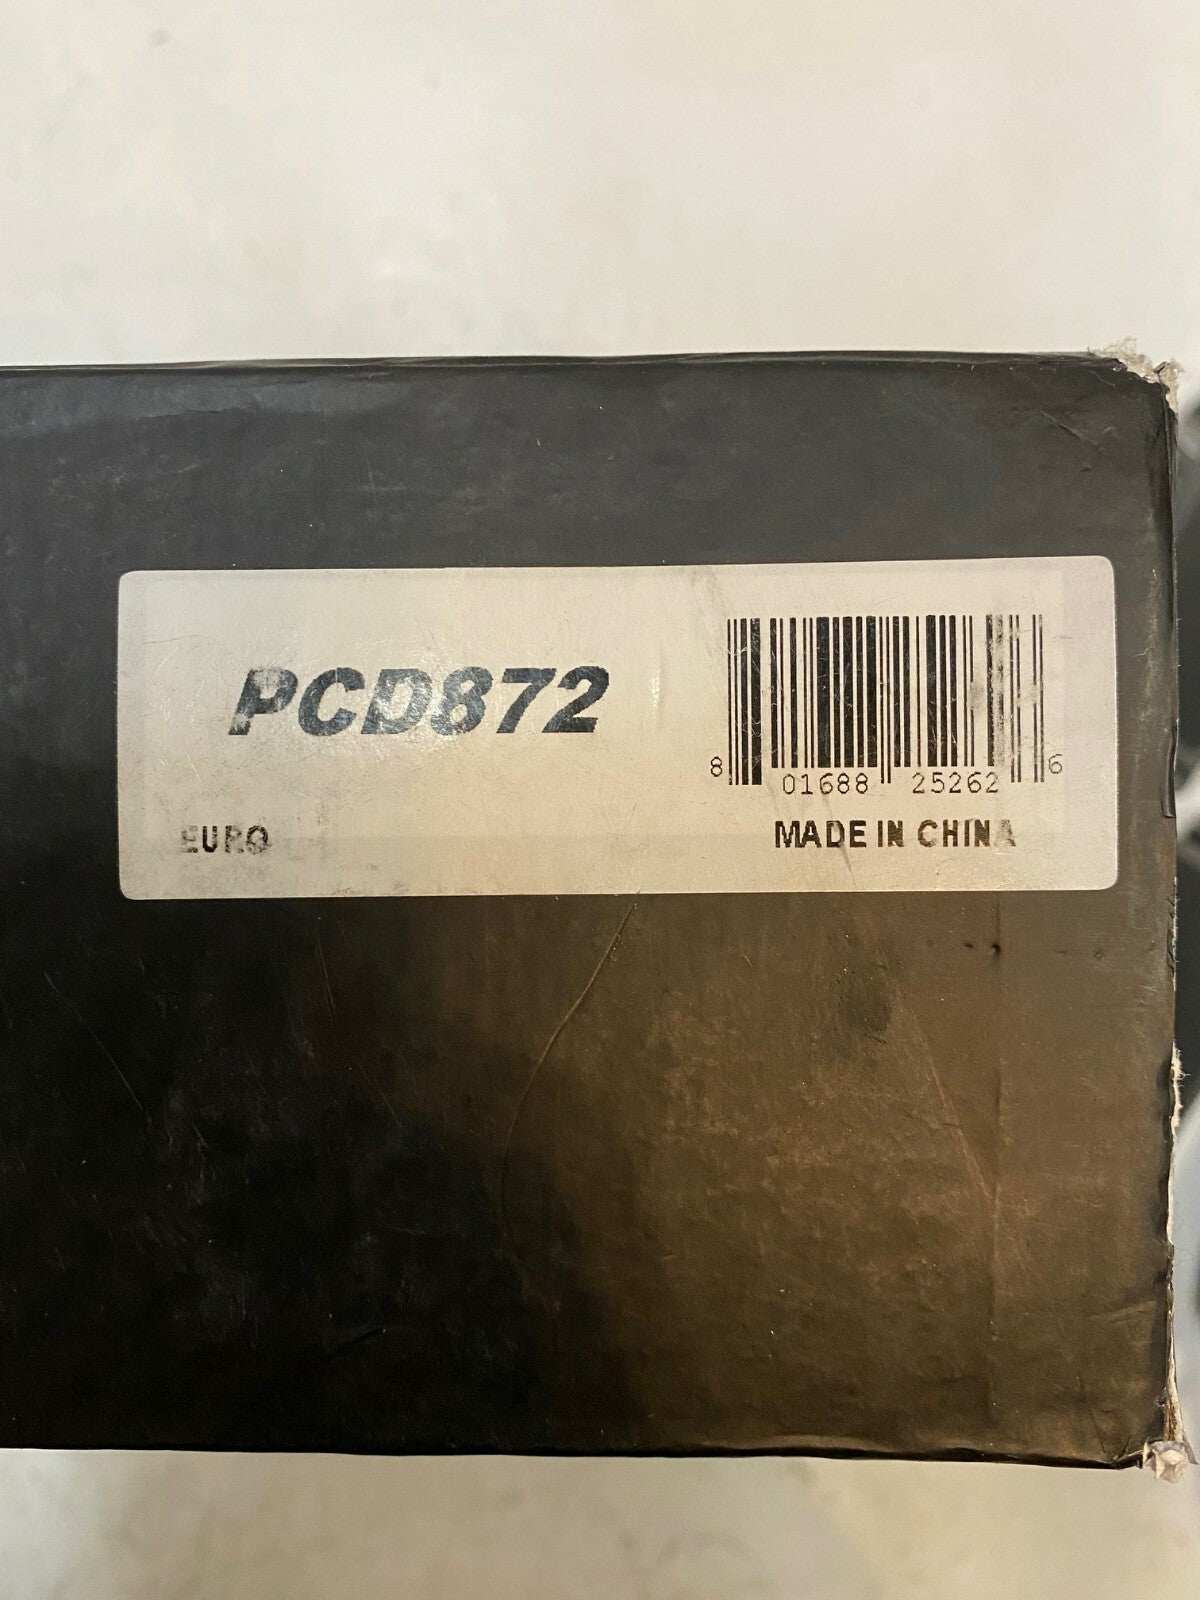 PCD872
8 01688 25262 6
EURO
MADE IN CHINA